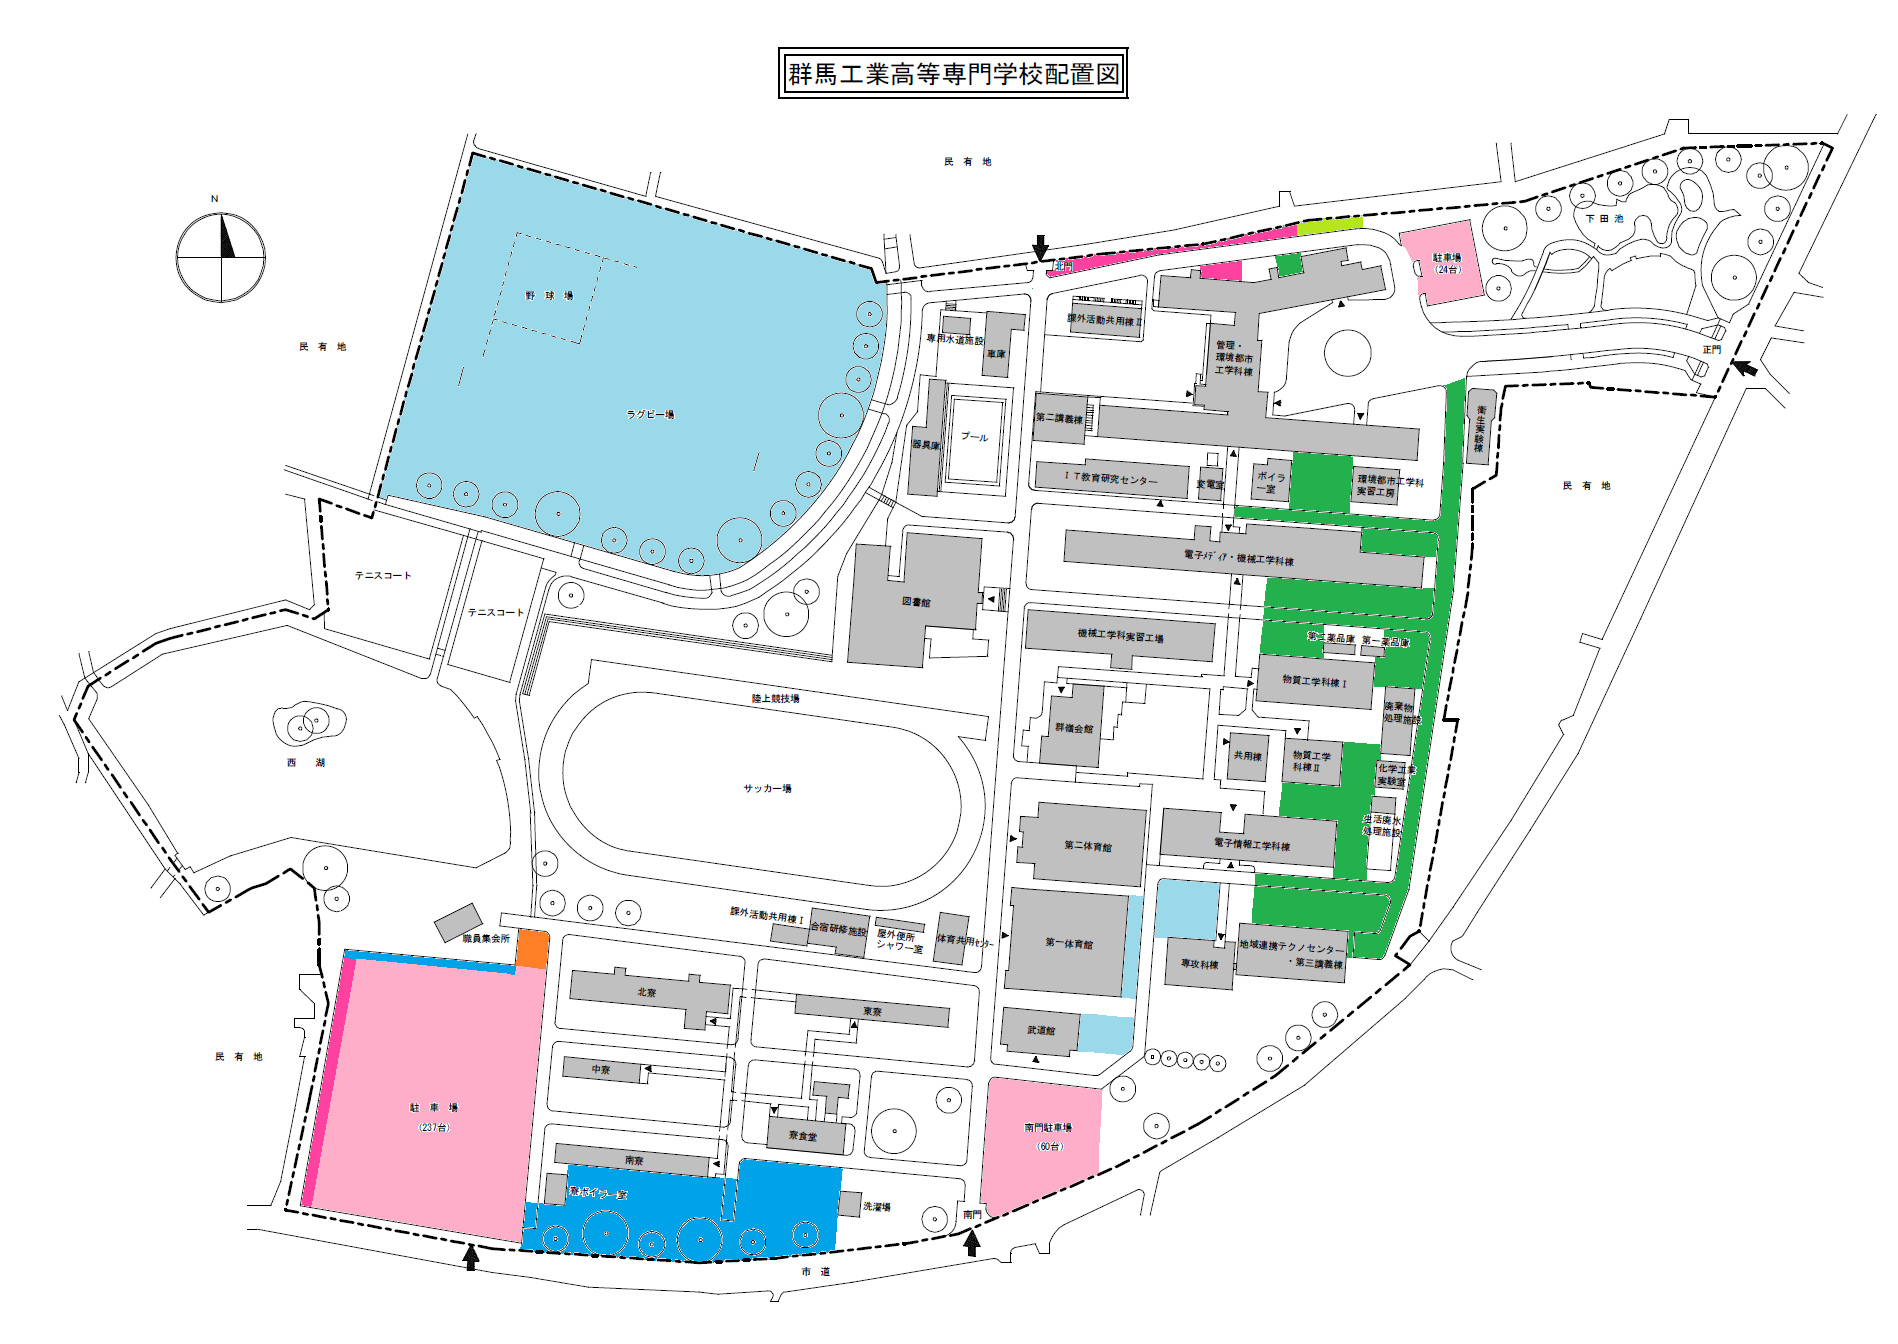 群馬工業高等専門学校配置図
N
民 有 地
下 田 池
北門
駐車場
(24台)
野 球 場
民 有 地
ラグビー場
専用水道施設
車庫
課外活動共用棟Ⅱ
管理・
環境都市
工学科棟
正門
第二講義棟
衛生実験棟
器具庫
プール
ＩＴ教育研究センター
変電室
ボイラ
ー室
環境都市工学科
実習工房
民 有 地
電子ﾒﾃﾞｨｱ・機械工学科棟
テニスコート
テニスコート
図書館
機械工学科実習工場
第二薬品庫
第一薬品庫
物質工学科棟Ⅰ
廃棄物
処理施設
陸上競技場
群嶺会館
共用棟
物質工学
科棟Ⅱ
化学工業
実験室
西 湖
サッカー場
生活廃水
処理施設
第二体育館
電子情報工学科棟
課外活動共用棟Ⅰ
合宿研修施設
屋外便所
シャワー室
体育共用ｾﾝﾀｰ
職員集会所
第一体育館
地域連携テクノセンター
・第三講義棟
専攻科棟
北寮
東寮
武道館
民 有 地
中寮
駐 車 場
(237台)
寮食堂
南門駐車場
(60台)
南寮
寮ボイラー室
洗濯場
南門
市 道